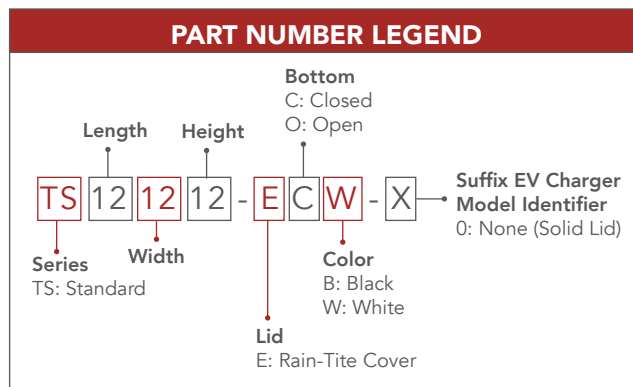 PART NUMBER LEGEND
Bottom
C: Closed
O: Open
Length
Height
TS 12 12 12 - E C W - X
Suffix EV Charger
Model Identifier
0: None (Solid Lid)
Series
TS: Standard
Width
Color
B: Black
W: White
Lid
E: Rain-Tite Cover